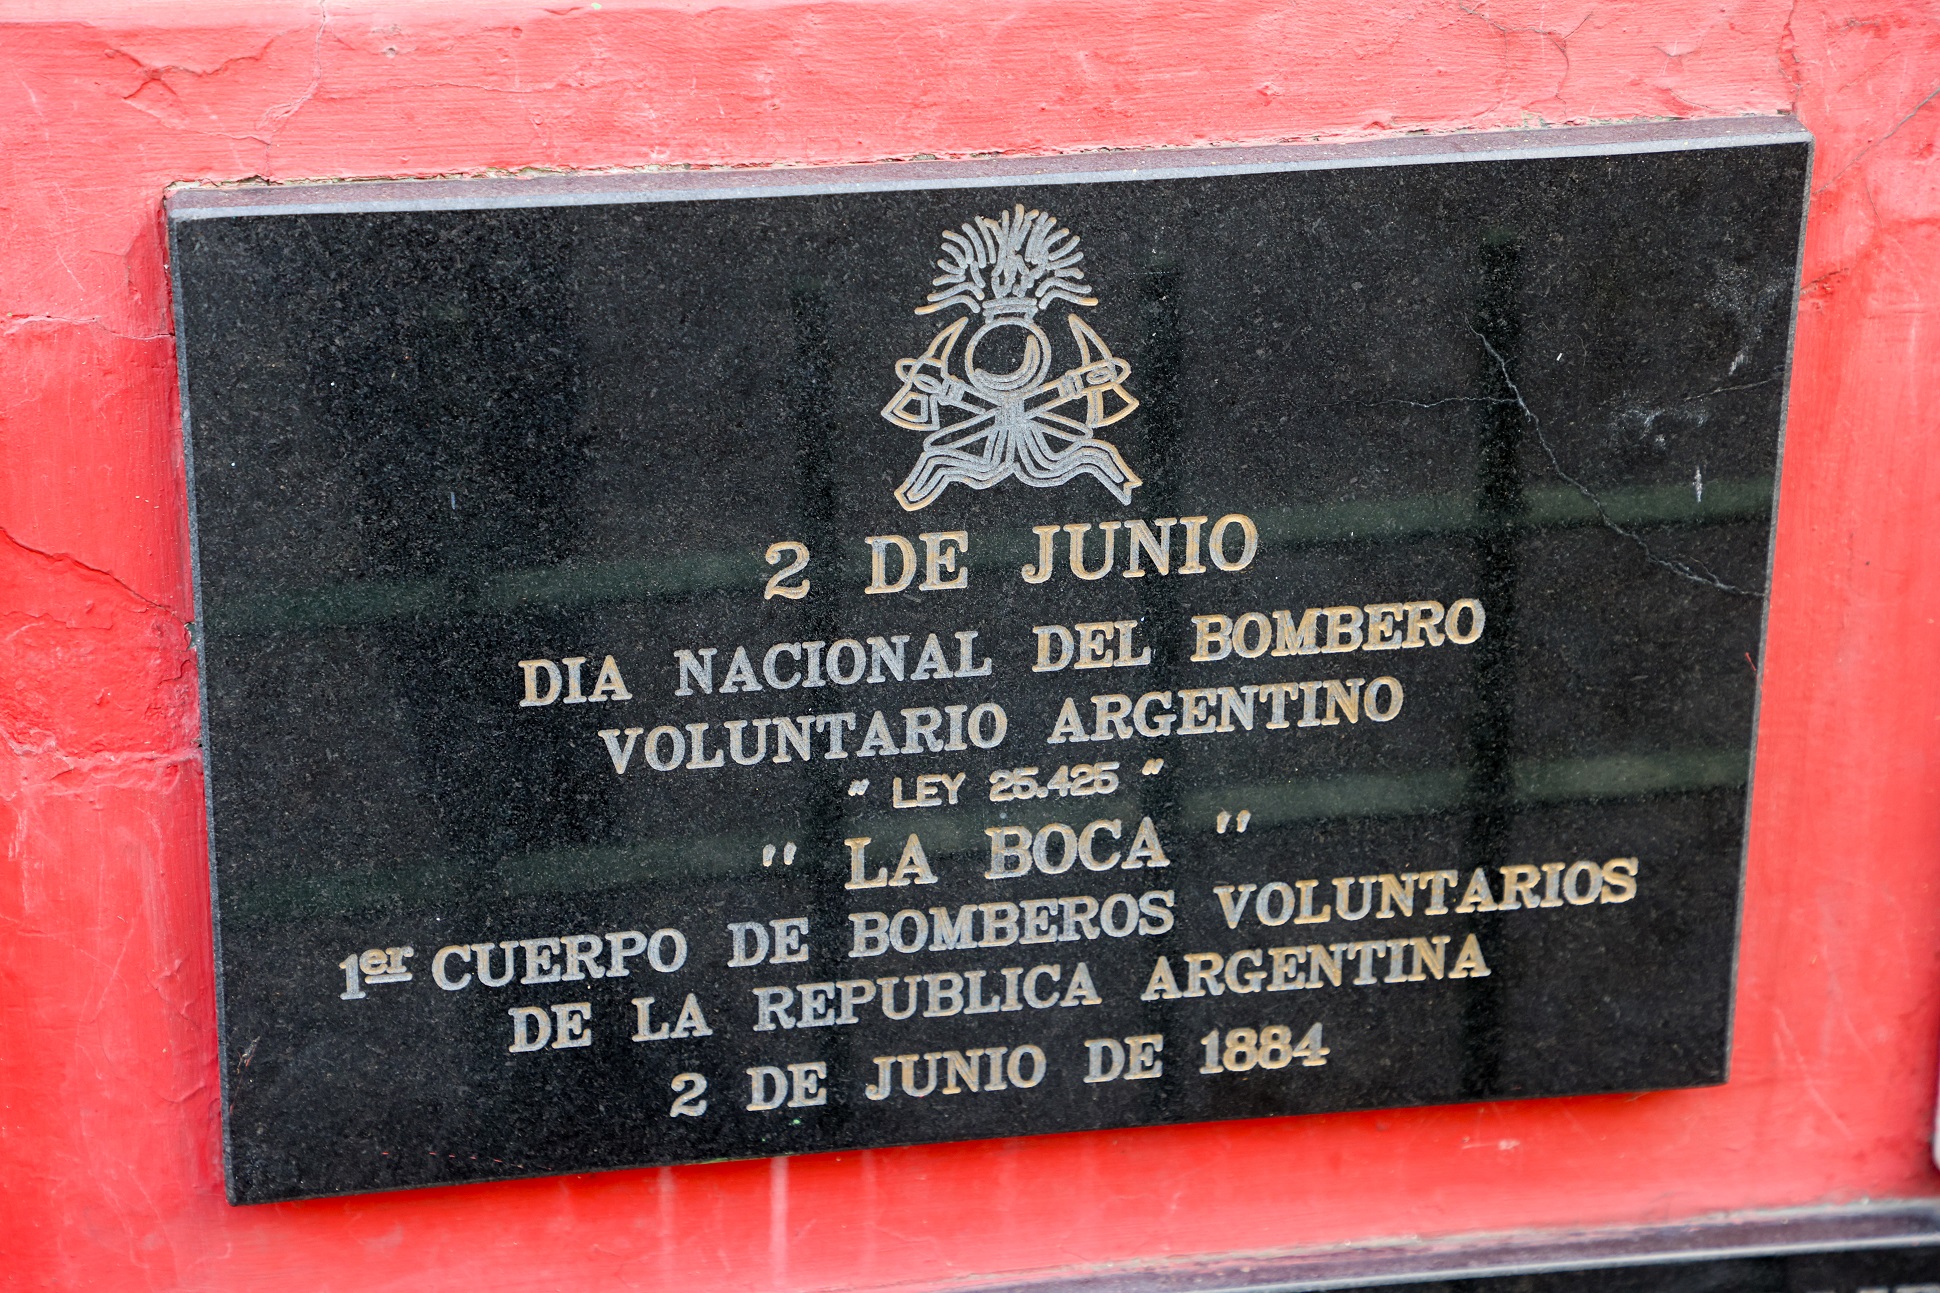 2 DE JUNIO
DIA NACIONAL DEL BOMBERO
VOLUNTARIO ARGENTINO
" LEY 25.425 "
" LA BOCA "
1er CUERPO DE BOMBEROS VOLUNTARIOS
DE LA REPUBLICA ARGENTINA
2 DE JUNIO DE 1884